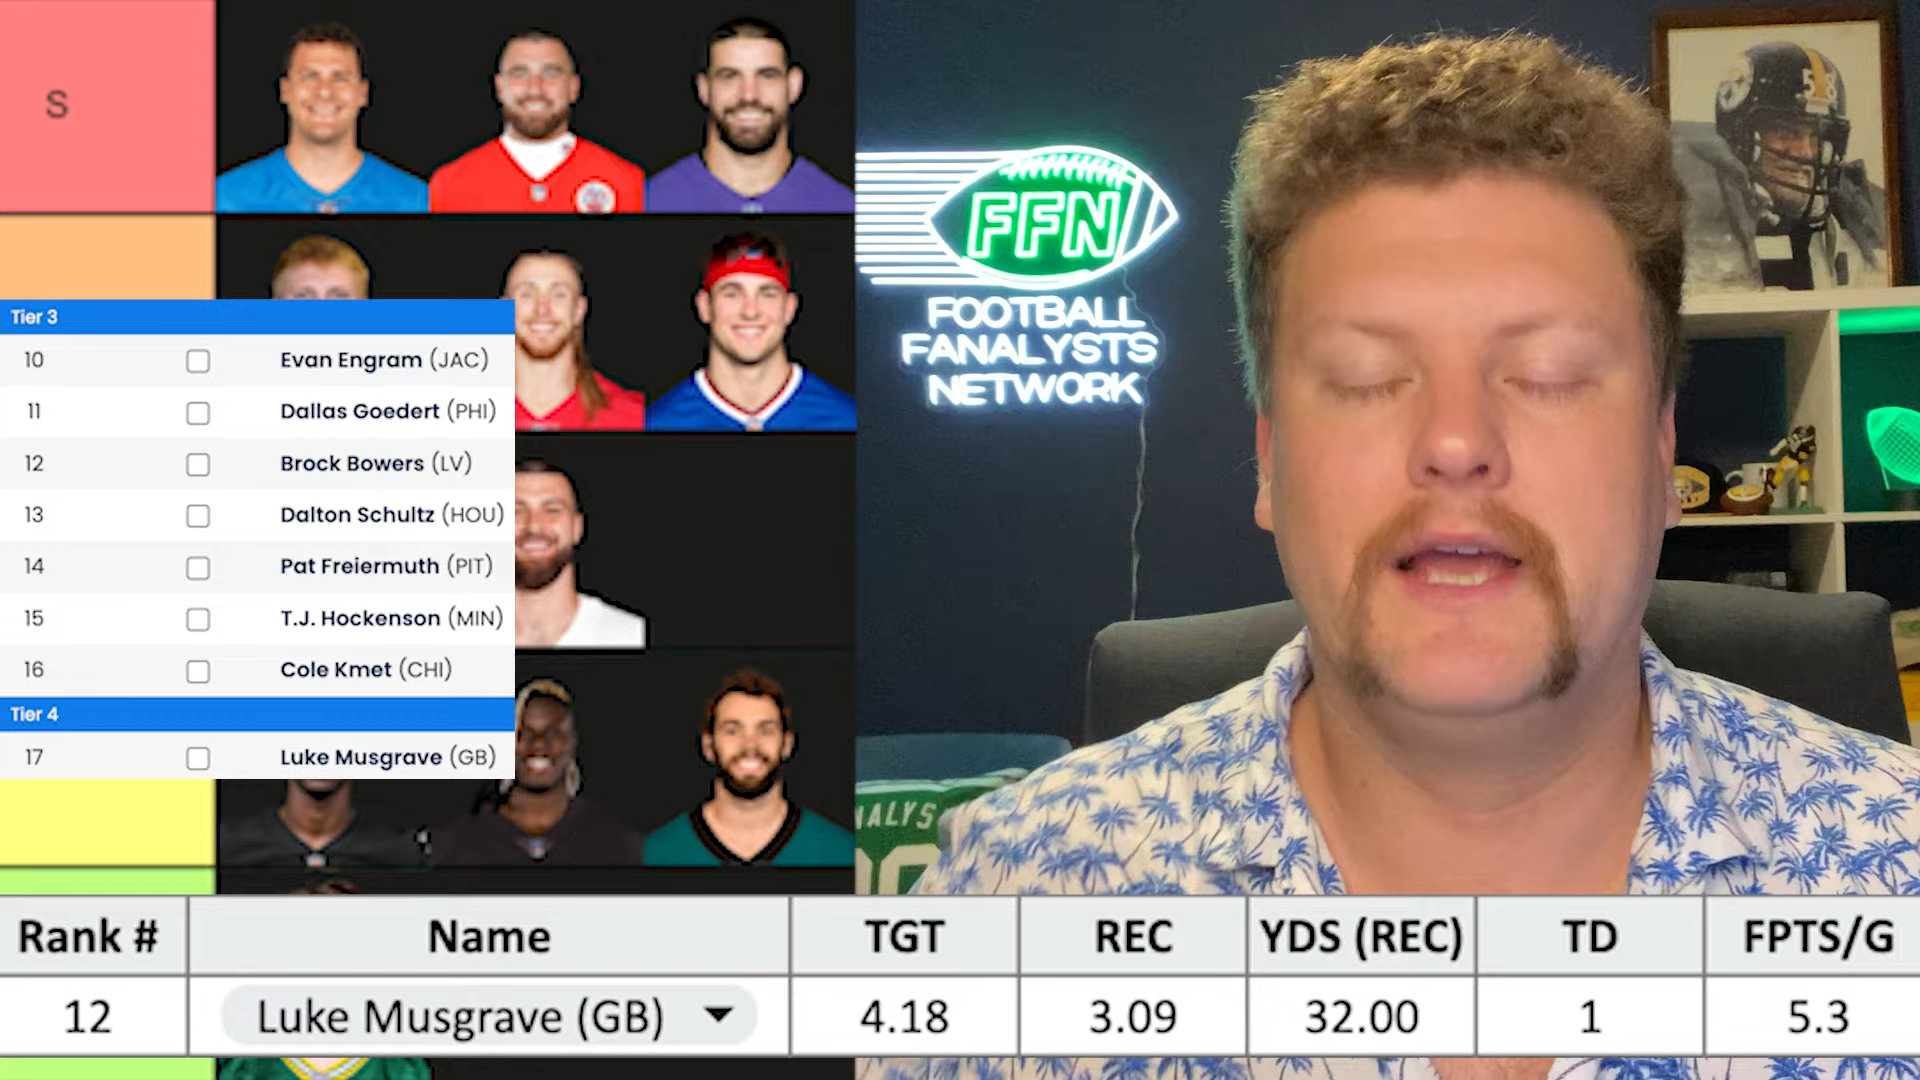 S
Tier 3
10 Evan Engram (JAC)
11 Dallas Goedert (PHI)
12 Brock Bowers (LV)
13 Dalton Schultz (HOU)
14 Pat Freiermuth (PIT)
15 T.J. Hockenson (MIN)
16 Cole Kmet (CHI)
Tier 4
17 Luke Musgrave (GB)
FFN
FOOTBALL
FANALYSTS
NETWORK
58
NALYS
Rank # Name TGT REC YDS (REC) TD FPTS/G
12 Luke Musgrave (GB) 4.18 3.09 32.00 1 5.3